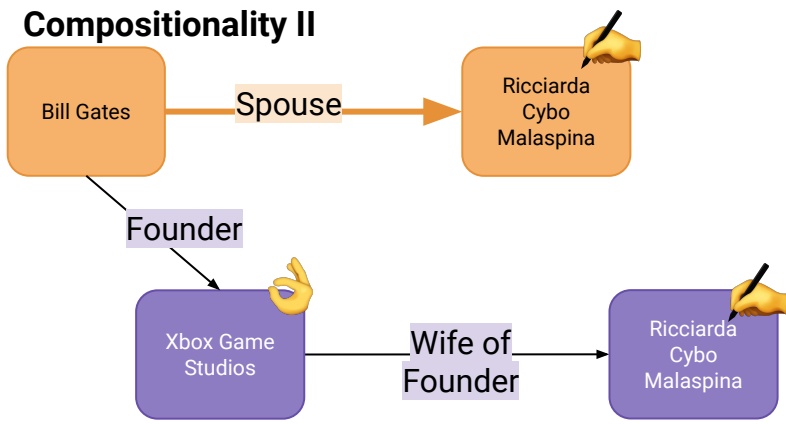 Compositionality II
Bill Gates
Spouse
Ricciarda
Cybo
Malaspina
Founder
Xbox Game
Studios
Wife of
Founder
Ricciarda
Cybo
Malaspina